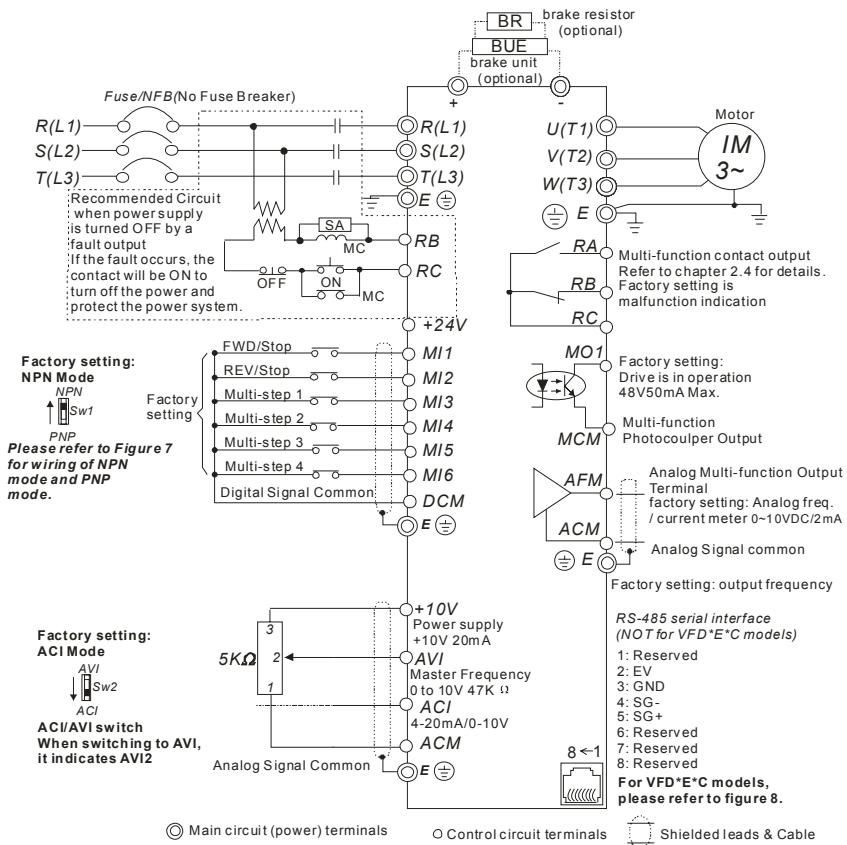 BR
brake resistor
(optional)
BUE
brake unit
(optional)
+
-
Fuse/NFB(No Fuse Breaker)
R(L1)
S(L2)
T(L3)
R(L1)
S(L2)
T(L3)
E
Recommended Circuit
when power supply
is turned OFF by a
fault output
If the fault occurs, the
contact will be ON to
turn off the power and
protect the power system.
SA
MC
OFF
ON
MC
RB
RC
U(T1)
V(T2)
W(T3)
E
Motor
IM
3~
RA
RB
RC
Multi-function contact output
Refer to chapter 2.4 for details.
Factory setting is
malfunction indication
+24V
Factory setting:
NPN Mode
NPN
Sw1
PNP
Please refer to Figure 7
for wiring of NPN
mode and PNP
mode.
Factory
setting
FWD/Stop
REV/Stop
Multi-step 1
Multi-step 2
Multi-step 3
Multi-step 4
Digital Signal Common
MI1
MI2
MI3
MI4
MI5
MI6
DCM
E
MO1
MCM
Factory setting:
Drive is in operation
48V50mA Max.
Multi-function
Photocoulper Output
AFM
ACM
E
Analog Multi-function Output
Terminal
factory setting: Analog freq.
/ current meter 0~10VDC/2mA
Analog Signal common
Factory setting: output frequency
Factory setting:
ACI Mode
AVI
Sw2
ACI
ACI/AVI switch
When switching to AVI,
it indicates AVI2
5KΩ
3
2
1
+10V
Power supply
+10V 20mA
AVI
Master Frequency
0 to 10V 47K Ω
ACI
4-20mA/0-10V
ACM
Analog Signal Common
E
RS-485 serial interface
(NOT for VFD*E*C models)
1: Reserved
2: EV
3: GND
4: SG-
5: SG+
6: Reserved
7: Reserved
8: Reserved
For VFD*E*C models,
please refer to figure 8.
8←1
Main circuit (power) terminals
Control circuit terminals
Shielded leads & Cable